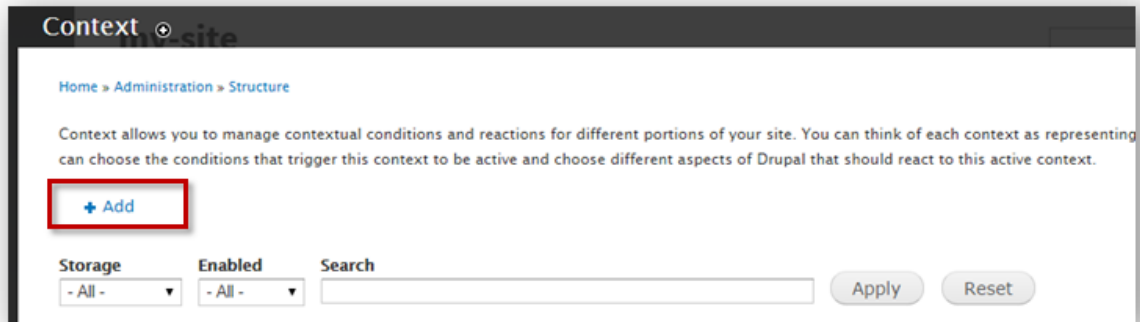 Context
my-site
Home » Administration » Structure
Context allows you to manage contextual conditions and reactions for different portions of your site. You can think of each context as representing
can choose the conditions that trigger this context to be active and choose different aspects of Drupal that should react to this active context.
+ Add
Storage Enabled Search
- All - - All - Apply Reset